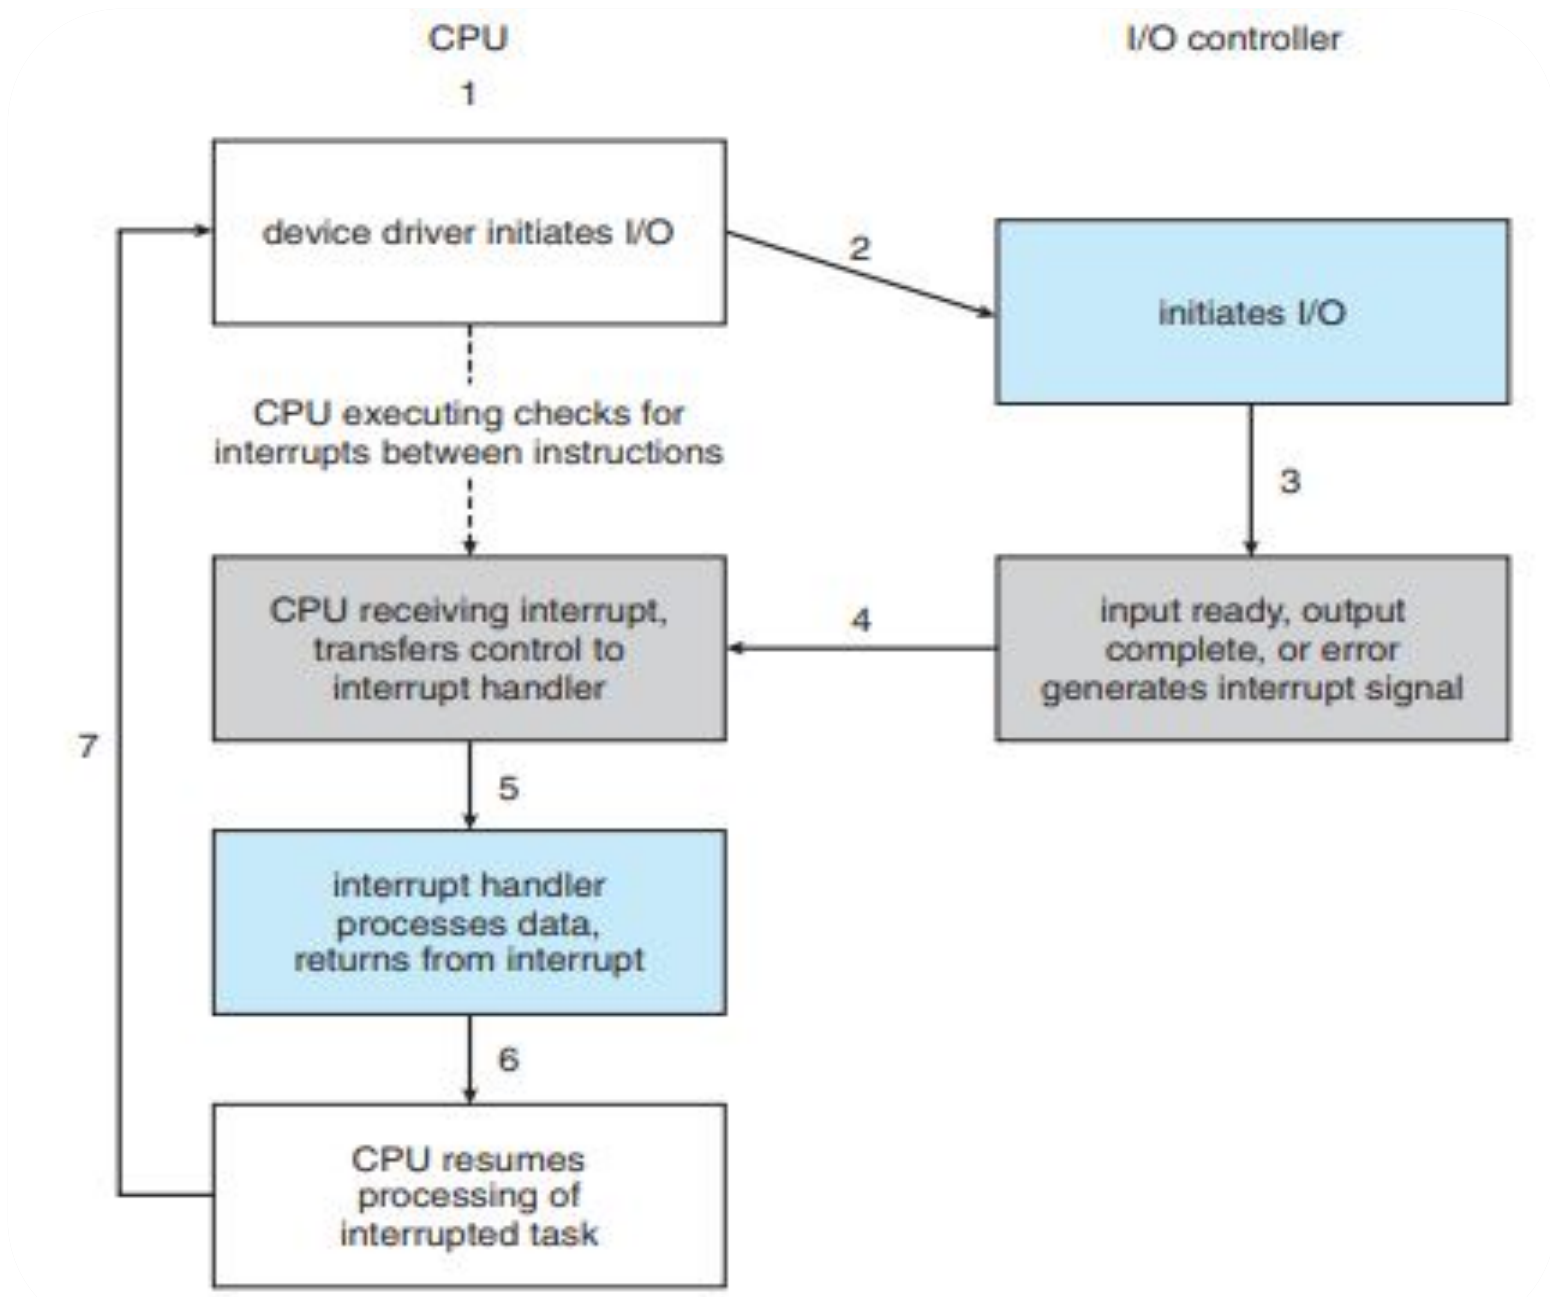 CPU
I/O controller
1
device driver initiates I/O
2
initiates I/O
CPU executing checks for
interrupts between instructions
3
CPU receiving interrupt,
transfers control to
interrupt handler
4
input ready, output
complete, or error
generates interrupt signal
7
5
interrupt handler
processes data,
returns from interrupt
6
CPU resumes
processing of
interrupted task